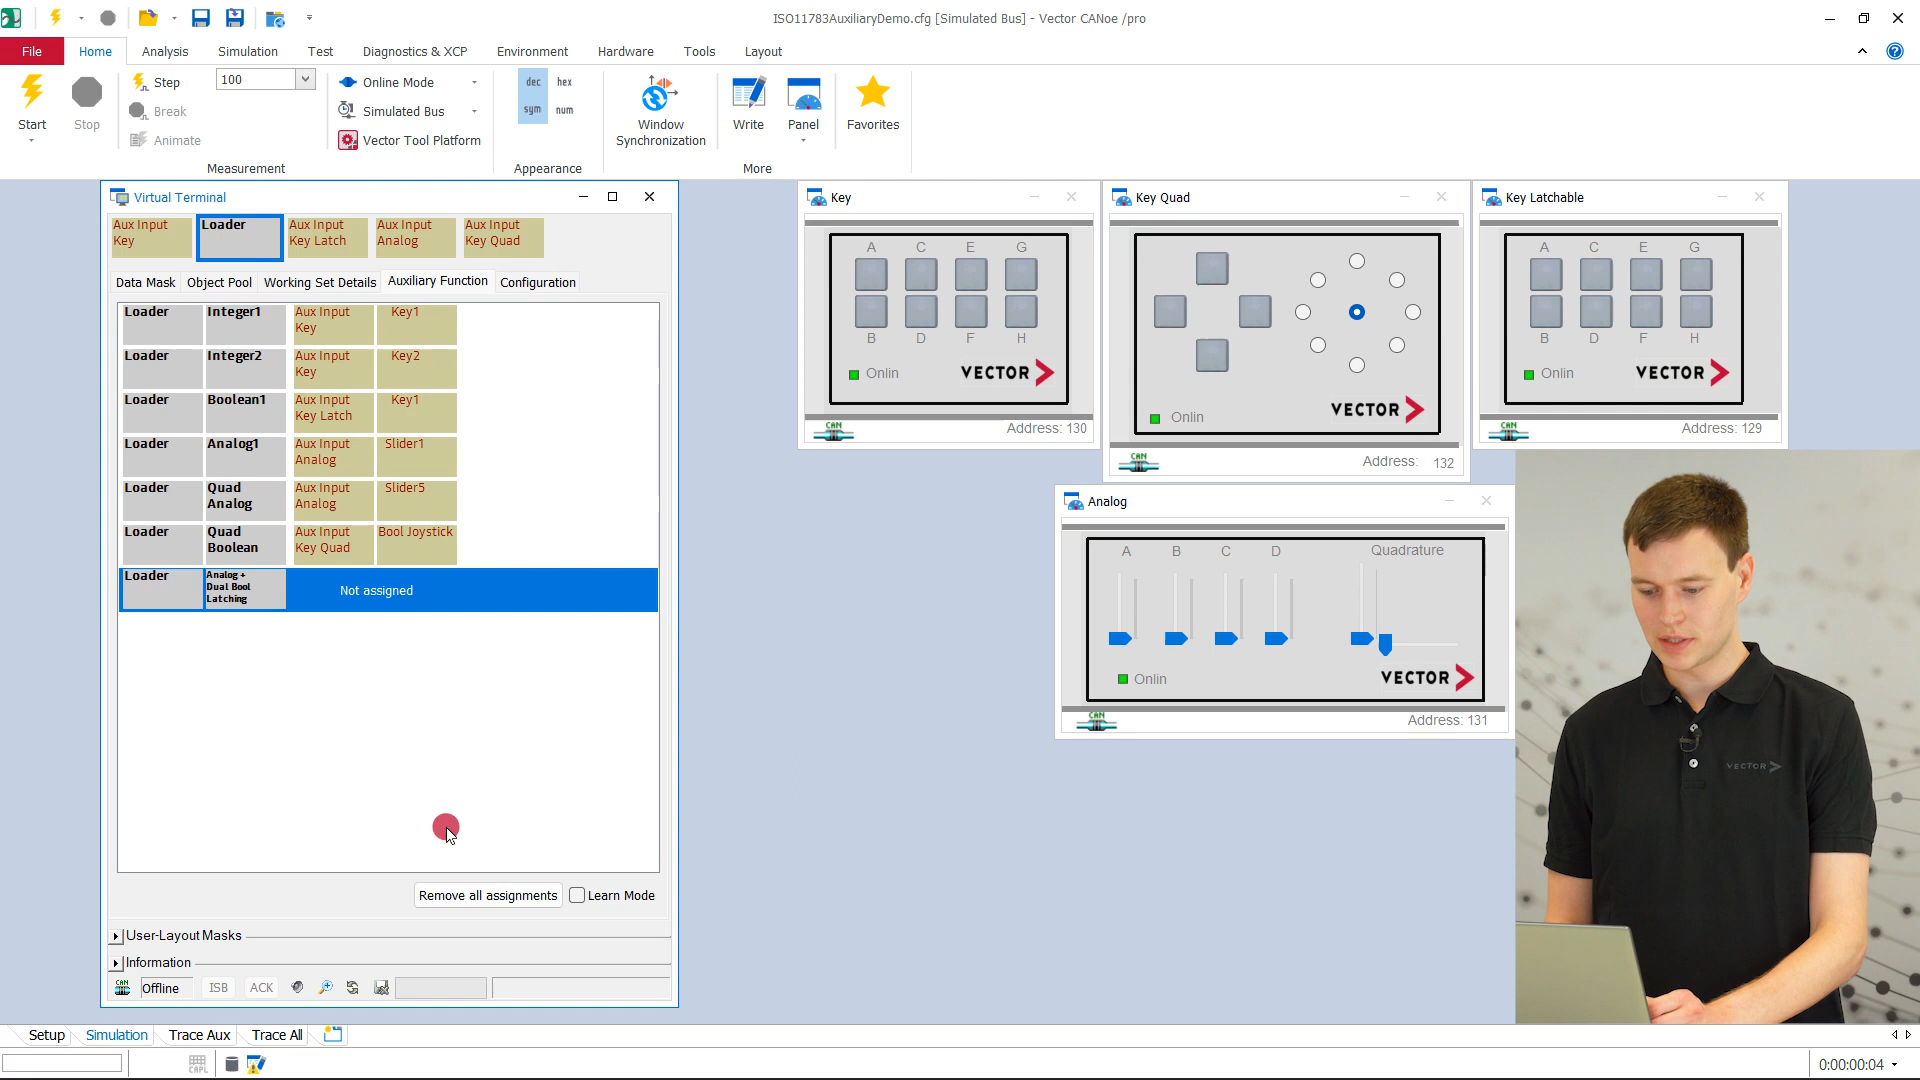 ISO11783AuxiliaryDemo.cfg [Simulated Bus] - Vector CANoe /pro
File Home Analysis Simulation Test Diagnostics & XCP Environment Hardware Tools Layout
Start
Stop
Step
100
Break
Animate
Measurement
Online Mode
Simulated Bus
Vector Tool Platform
dec hex
sym num
Appearance
Window
Synchronization
Write
Panel
More
Favorites
Virtual Terminal
Aux Input
Key
Loader
Aux Input
Key Latch
Aux Input
Analog
Aux Input
Key Quad
Data Mask Object Pool Working Set Details Auxiliary Function Configuration
Loader Integer1 Aux Input Key Key1
Loader Integer2 Aux Input Key Key2
Loader Boolean1 Aux Input Key Latch Key1
Loader Analog1 Aux Input Analog Slider1
Loader Quad Analog Aux Input Analog Slider5
Loader Quad Boolean Aux Input Key Quad Bool Joystick
Loader Analog + Dual Bool Latching Not assigned
Remove all assignments Learn Mode
User-Layout Masks
Information
CAN Offline ISB ACK
Key
A C E G
B D F H
Onlin VECTOR
CAN Address: 130
Key Quad
Onlin VECTOR
CAN Address: 132
Key Latchable
A C E G
B D F H
Onlin VECTOR
CAN Address: 129
Analog
A B C D Quadrature
Onlin VECTOR
CAN Address: 131
VECTOR
Setup Simulation Trace Aux Trace All
CAPL
0:00:00:04